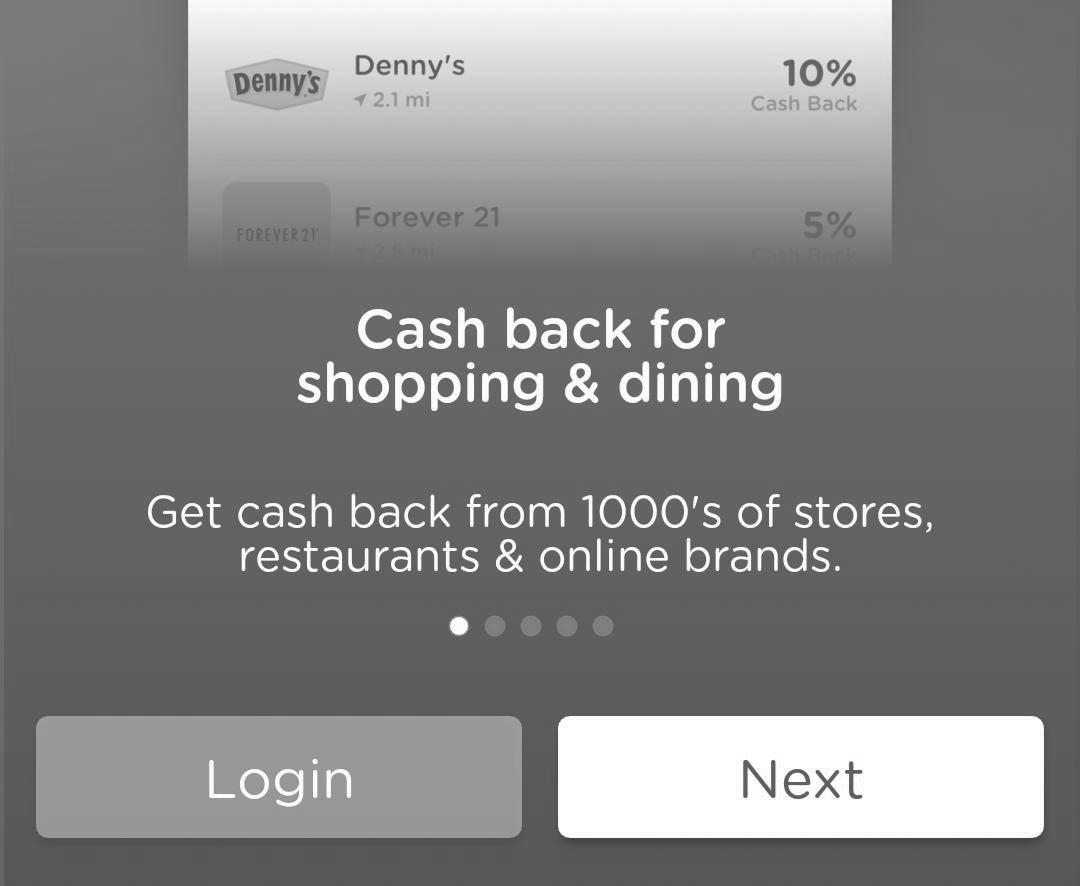 Denny's
Denny's
10%
2.1 mi
Cash Back
FOREVER 21
Forever 21
5%
2.5 mi
Cash Back
Cash back for
shopping & dining
Get cash back from 1000's of stores,
restaurants & online brands.
Login
Next